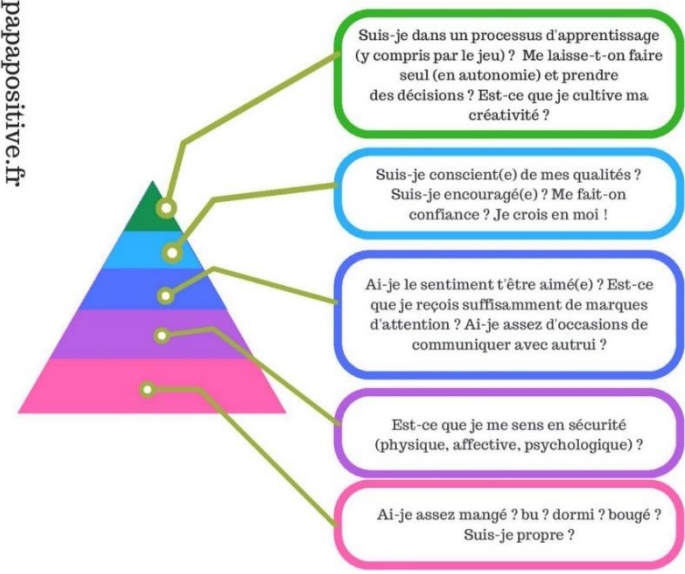 papapositive.fr
Suis-je dans un processus d'apprentissage
(y compris par le jeu) ? Me laisse-t-on faire
seul (en autonomie) et prendre
des décisions ? Est-ce que je cultive ma
créativité ?
Suis-je conscient(e) de mes qualités ?
Suis-je encouragé(e) ? Me fait-on
confiance ? Je crois en moi !
Ai-je le sentiment t'être aimé(e) ? Est-ce
que je reçois suffisamment de marques
d'attention ? Ai-je assez d'occasions de
communiquer avec autrui ?
Est-ce que je me sens en sécurité
(physique, affective, psychologique) ?
Ai-je assez mangé ? bu ? dormi ? bougé ?
Suis-je propre ?